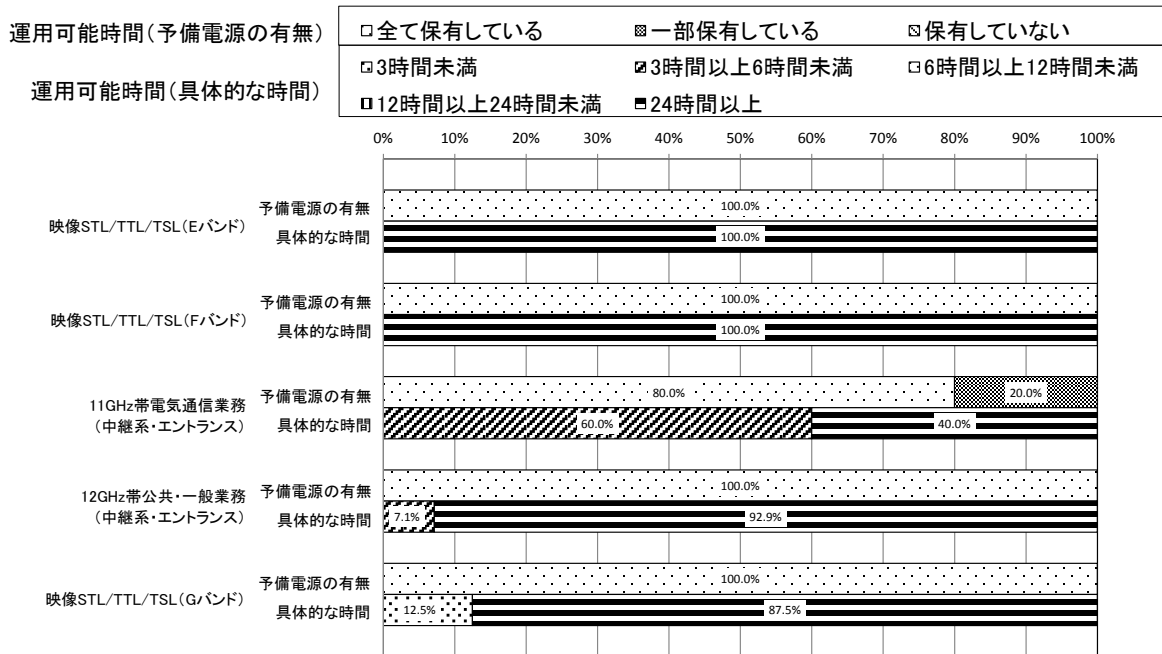 運用可能時間(予備電源の有無)
全て保有している 一部保有している 保有していない
運用可能時間(具体的な時間)
3時間未満 3時間以上6時間未満 6時間以上12時間未満
12時間以上24時間未満 24時間以上
0% 10% 20% 30% 40% 50% 60% 70% 80% 90% 100%
映像STL/TTL/TSL(Eバンド)
予備電源の有無 100.0%
具体的な時間 100.0%
映像STL/TTL/TSL(Fバンド)
予備電源の有無 100.0%
具体的な時間 100.0%
11GHz帯電気通信業務
(中継系・エントランス)
予備電源の有無 80.0% 20.0%
具体的な時間 60.0% 40.0%
12GHz帯公共・一般業務
(中継系・エントランス)
予備電源の有無 100.0%
具体的な時間 7.1% 92.9%
映像STL/TTL/TSL(Gバンド)
予備電源の有無 100.0%
具体的な時間 12.5% 87.5%